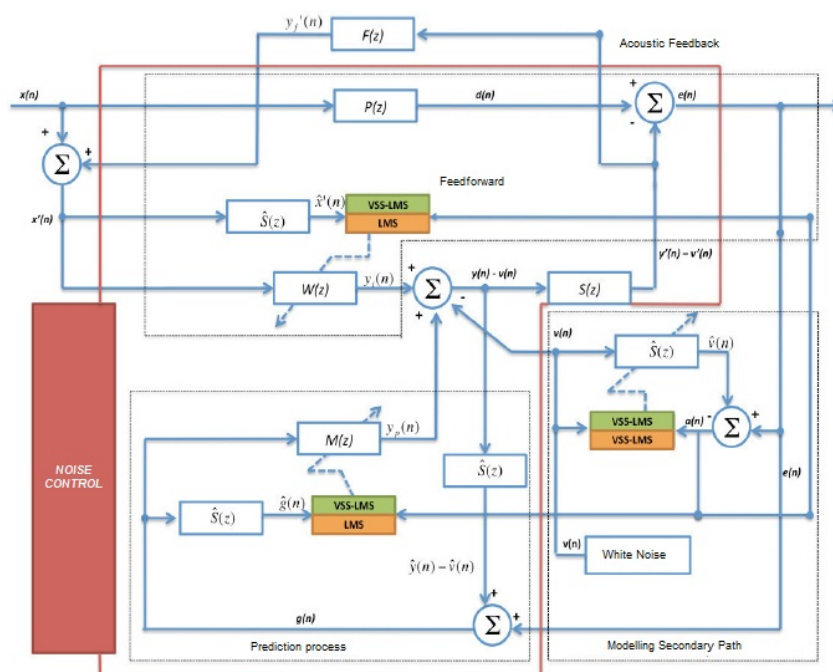 y_f'(n)
F(z)
Acoustic Feedback
x(n)
P(z)
d(n)
+
Σ
e(n)
-
+
Σ
+
Feedforward
x'(n)
Ŝ(z)
x̂'(n)
VSS-LMS
LMS
y'(n) – v'(n)
W(z)
y_i(n)
+
Σ
-
+
y(n) - v(n)
S(z)
v(n)
Ŝ(z)
v̂(n)
M(z)
y_p(n)
Ŝ(z)
VSS-LMS
VSS-LMS
a(n)
-
Σ
+
e(n)
NOISE
CONTROL
Ŝ(z)
ĝ(n)
VSS-LMS
LMS
v(n)
White Noise
ŷ(n) – v̂(n)
+
g(n)
Σ
+
Prediction process
Modelling Secondary Path